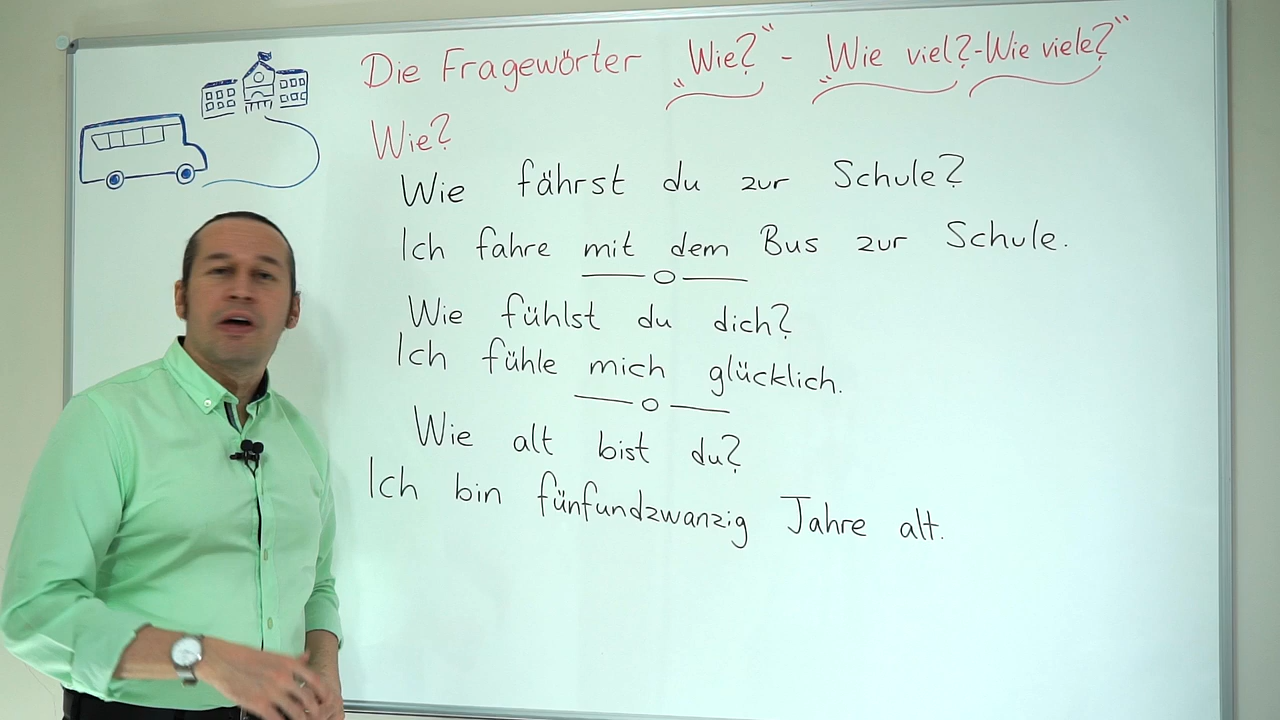 Die Fragewörter „Wie?“ - „Wie viel?-Wie viele?“
Wie?
Wie fährst du zur Schule?
Ich fahre mit dem Bus zur Schule.
Wie fühlst du dich?
Ich fühle mich glücklich.
Wie alt bist du?
Ich bin fünfundzwanzig Jahre alt.